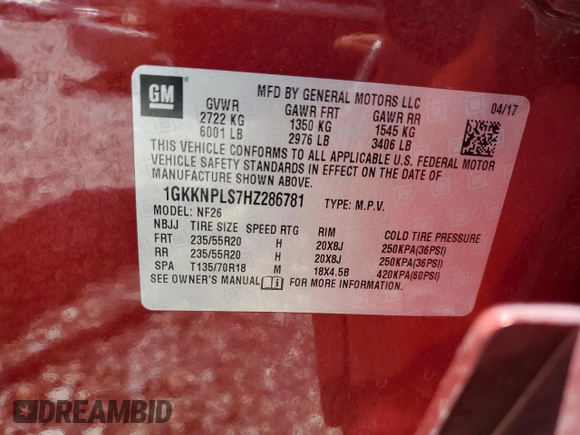 GM
MFD BY GENERAL MOTORS LLC
04/17
GVWR GAWR FRT GAWR RR
2722 KG 1350 KG 1545 KG
6001 LB 2976 LB 3406 LB
THIS VEHICLE CONFORMS TO ALL APPLICABLE U.S. FEDERAL MOTOR
VEHICLE SAFETY STANDARDS IN EFFECT ON THE DATE OF
MANUFACTURE SHOWN ABOVE.
1GKKNPLS7HZ286781 TYPE: M.P.V.
MODEL: NF26
NBJJ TIRE SIZE SPEED RTG RIM COLD TIRE PRESSURE
FRT 235/55R20 H 20X8J 250KPA(36PSI)
RR 235/55R20 H 20X8J 250KPA(36PSI)
SPA T135/70R18 M 18X4.5B 420KPA(60PSI)
SEE OWNER'S MANUAL FOR MORE INFORMATION.
DREAMBID